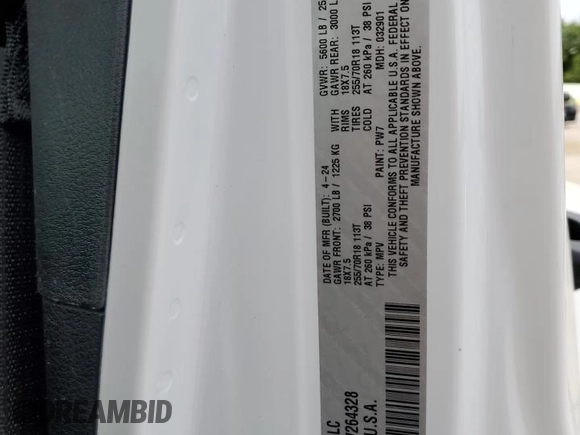 LC
264328
U.S.A.
DATE OF MFR (BUILT): 4-24 GVWR: 5600 LB / 25
GAWR FRONT: 2700 LB / 1225 KG WITH GAWR REAR: 3000 L
18X7.5 RIMS 18X7.5
255/70R18 113T TIRES 255/70R18 113T
AT 260 kPa / 38 PSI COLD AT 260 kPa / 38 PSI
TYPE: MPV PAINT: PW7 MDH: 032901
THIS VEHICLE CONFORMS TO ALL APPLICABLE U.S.A. FEDERAL
SAFETY AND THEFT PREVENTION STANDARDS IN EFFECT ON
MANUFACTURE SHOWN ABOVE.
DREAMBID